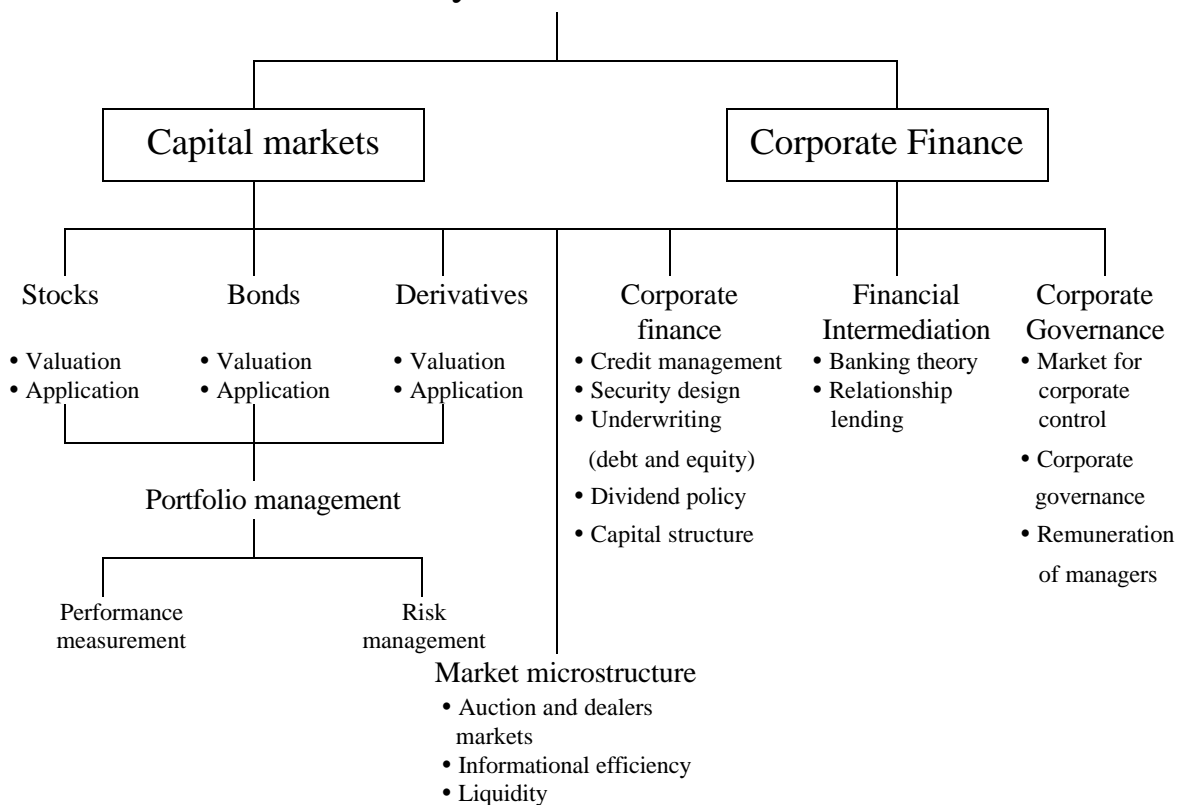 Capital markets
Corporate Finance
Stocks
• Valuation
• Application
Bonds
• Valuation
• Application
Derivatives
• Valuation
• Application
Corporate
finance
• Credit management
• Security design
• Underwriting
(debt and equity)
• Dividend policy
• Capital structure
Financial
Intermediation
• Banking theory
• Relationship
lending
Corporate
Governance
• Market for
corporate
control
• Corporate
governance
• Remuneration
of managers
Portfolio management
Performance
measurement
Risk
management
Market microstructure
• Auction and dealers
markets
• Informational efficiency
• Liquidity